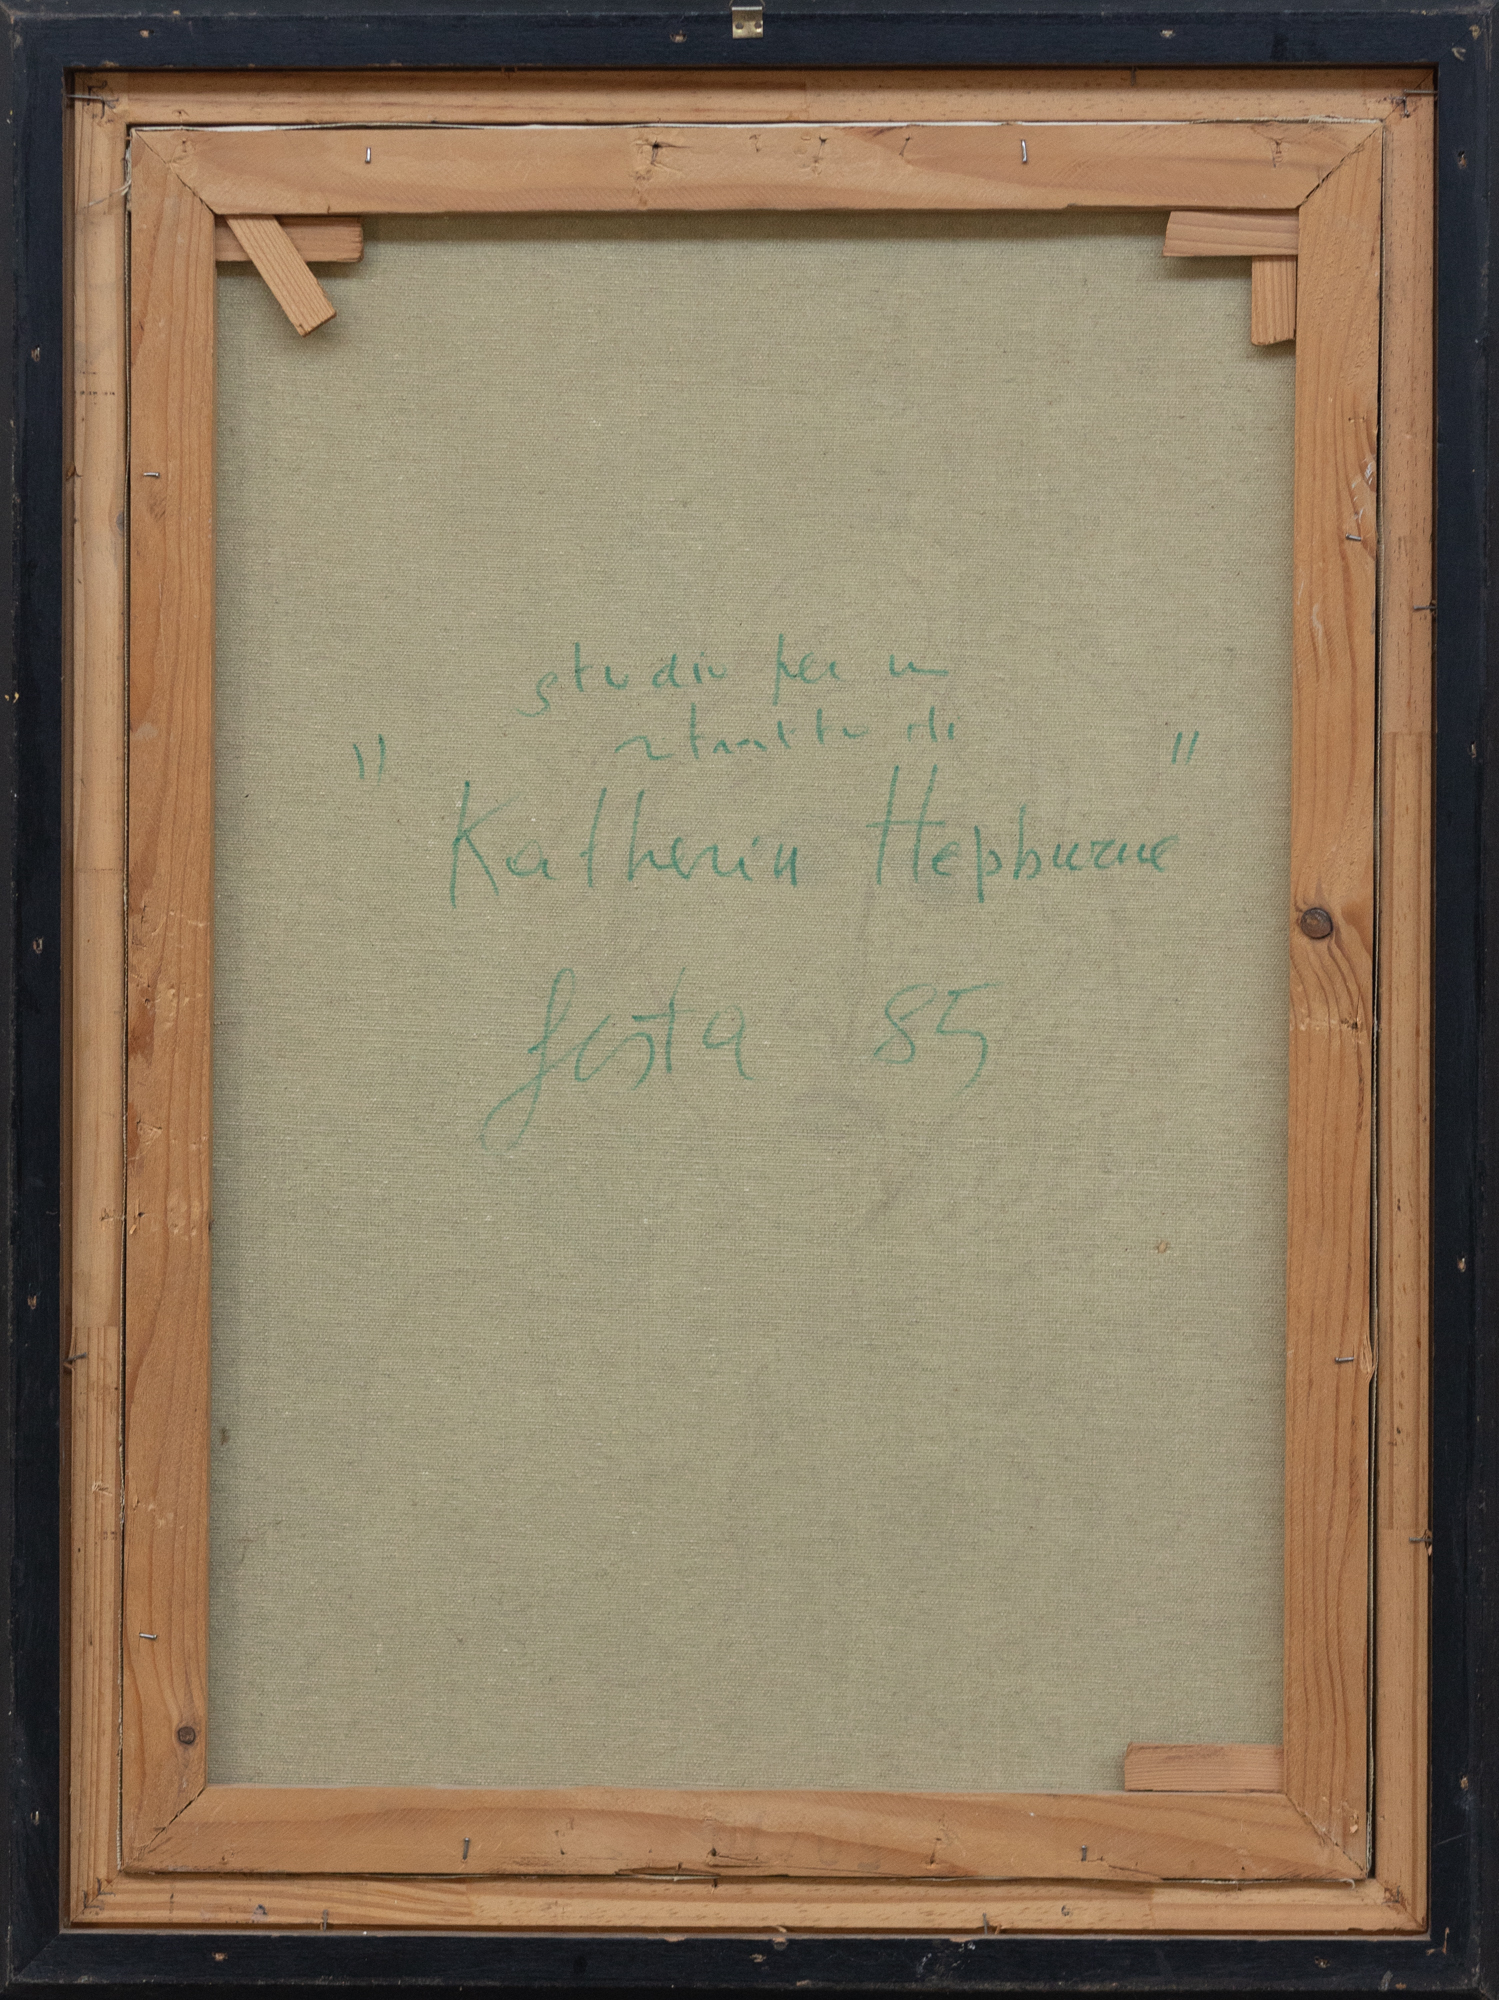 studio per un
ritratto di
" Katherin Hepburne "
festa 85